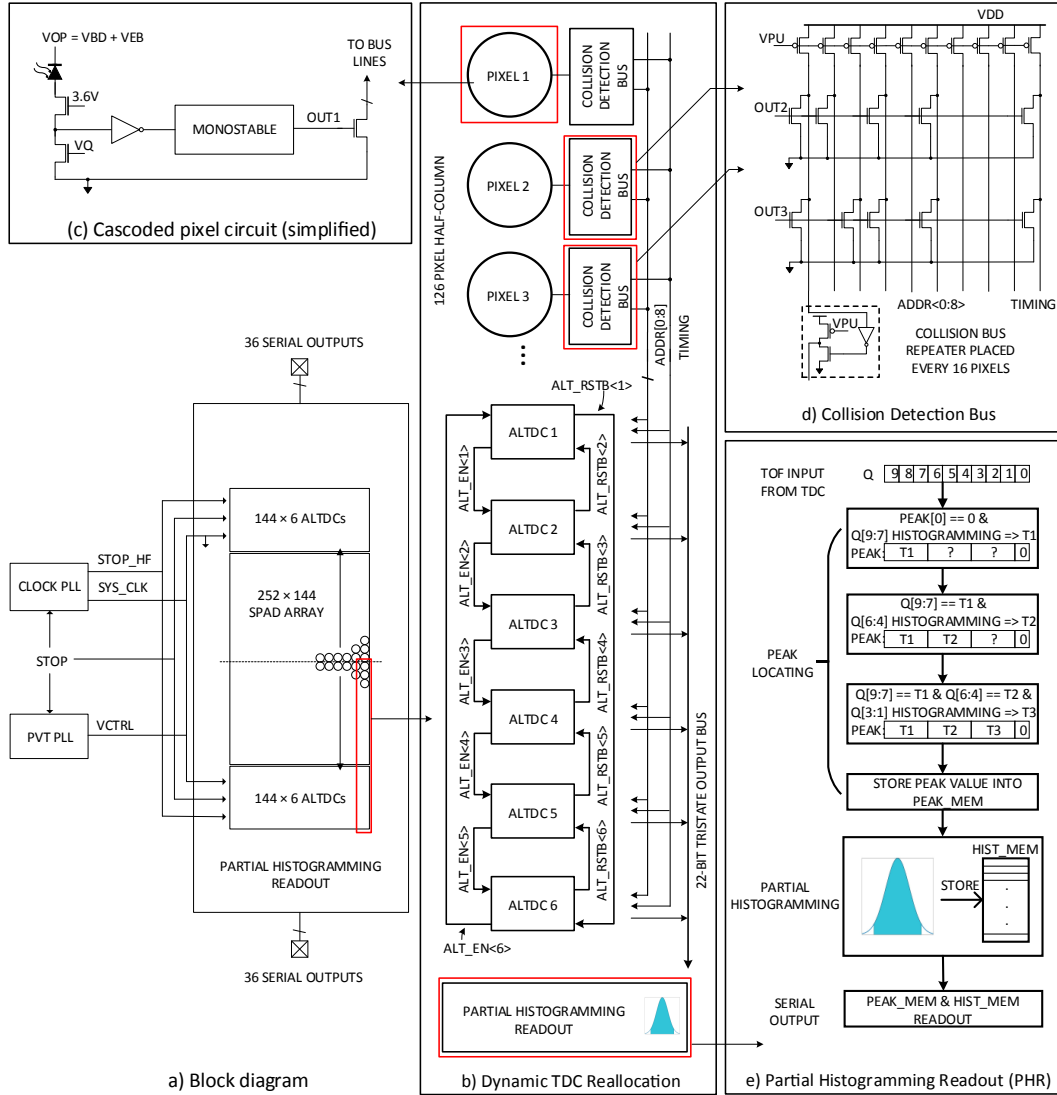 VOP = VBD + VEB
3.6V
VQ
MONOSTABLE
OUT1
TO BUS
LINES
(c) Cascoded pixel circuit (simplified)
36 SERIAL OUTPUTS
144 × 6 ALTDCs
252 × 144
SPAD ARRAY
144 × 6 ALTDCs
PARTIAL HISTOGRAMMING
READOUT
CLOCK PLL
STOP_HF
SYS_CLK
STOP
PVT PLL
VCTRL
36 SERIAL OUTPUTS
a) Block diagram
126 PIXEL HALF-COLUMN
PIXEL 1
COLLISION
DETECTION
BUS
PIXEL 2
COLLISION
DETECTION
BUS
PIXEL 3
COLLISION
DETECTION
BUS
ADDR[0:8]
TIMING
ALT_RSTB<1>
ALTDC 1
ALT_EN<1>
ALT_RSTB<2>
ALTDC 2
ALT_EN<2>
ALT_RSTB<3>
ALTDC 3
ALT_EN<3>
ALT_RSTB<4>
ALTDC 4
ALT_EN<4>
ALT_RSTB<5>
ALTDC 5
ALT_EN<5>
ALT_RSTB<6>
ALTDC 6
ALT_EN<6>
22-BIT TRISTATE OUTPUT BUS
PARTIAL HISTOGRAMMING
READOUT
b) Dynamic TDC Reallocation
VDD
VPU
OUT2
OUT3
ADDR<0:8>
TIMING
VPU
COLLISION BUS
REPEATER PLACED
EVERY 16 PIXELS
d) Collision Detection Bus
TOF INPUT
FROM TDC
Q
9 8 7 6 5 4 3 2 1 0
PEAK[0] == 0 &
Q[9:7] HISTOGRAMMING => T1
PEAK: T1 ? ? 0
Q[9:7] == T1 &
Q[6:4] HISTOGRAMMING => T2
PEAK: T1 T2 ? 0
PEAK
LOCATING
Q[9:7] == T1 & Q[6:4] == T2 &
Q[3:1] HISTOGRAMMING => T3
PEAK: T1 T2 T3 0
STORE PEAK VALUE INTO
PEAK_MEM
PARTIAL
HISTOGRAMMING
STORE
HIST_MEM
SERIAL
OUTPUT
PEAK_MEM & HIST_MEM
READOUT
e) Partial Histogramming Readout (PHR)